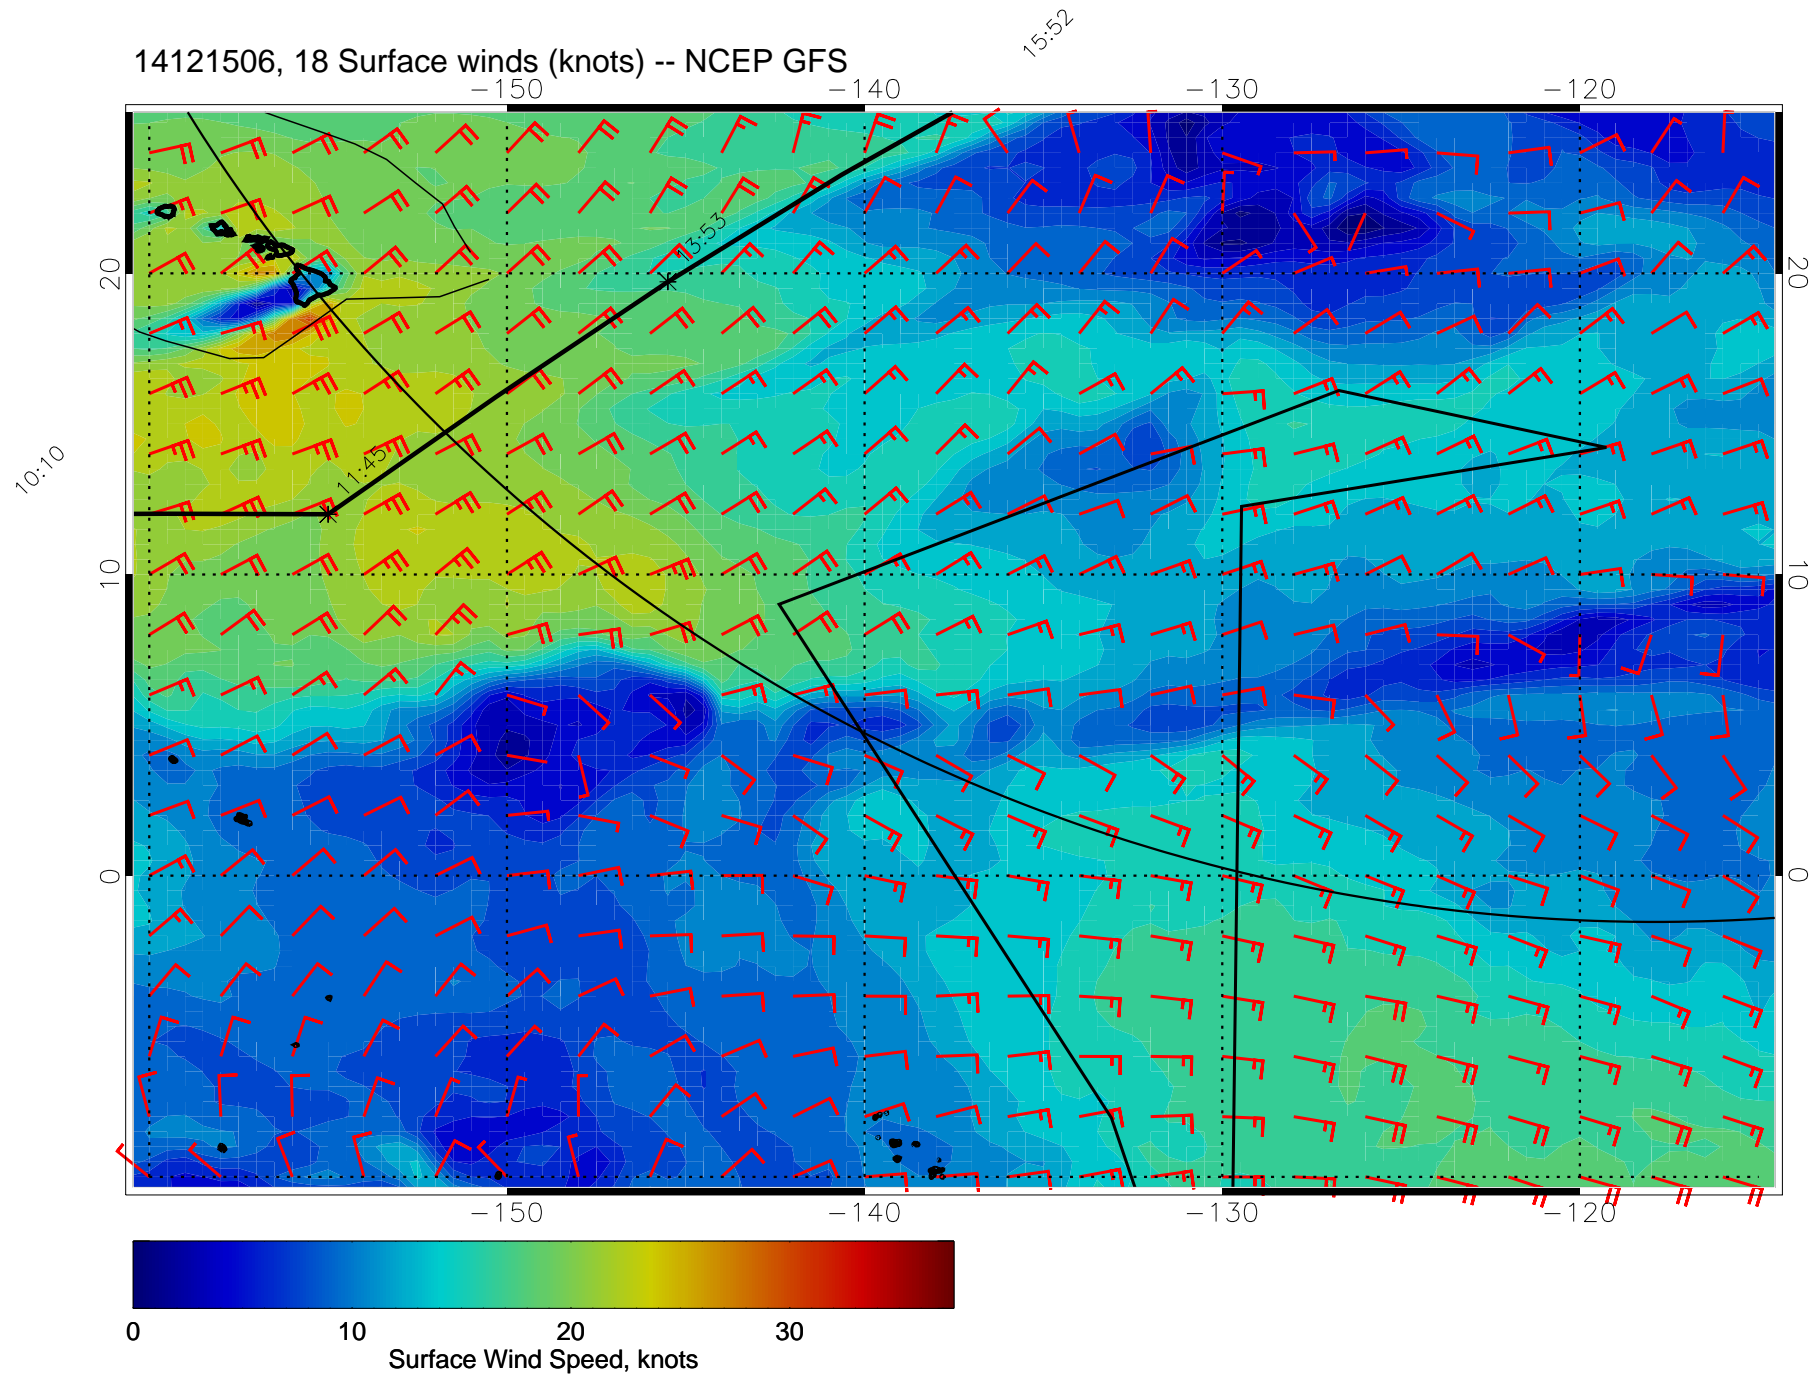 15:52
14121506, 18 Surface winds (knots) -- NCEP GFS
-150 -140 -130 -120
13:53
20 20
11:45
10:10
10 10
0 0
-150 -140 -130 -120
0 10 20 30
Surface Wind Speed, knots